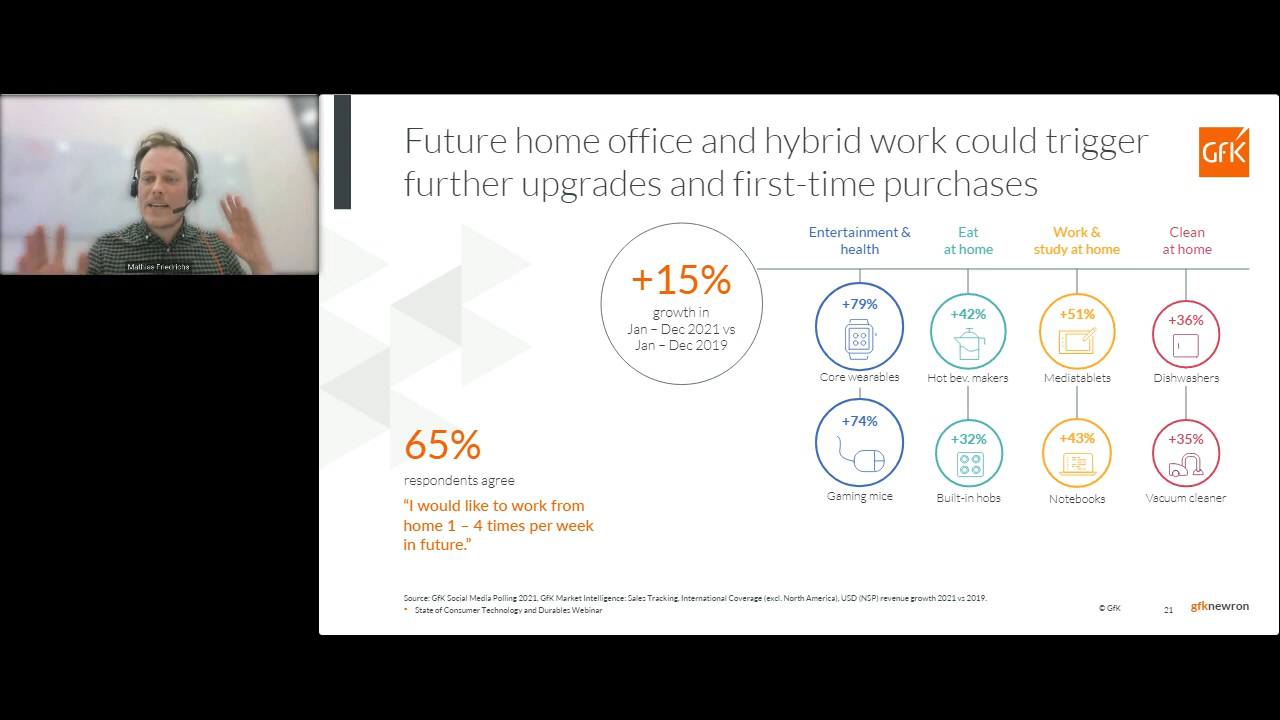 Mathias Friedrichs
Future home office and hybrid work could trigger
further upgrades and first-time purchases
GfK
+15%
growth in
Jan – Dec 2021 vs
Jan – Dec 2019
Entertainment &
health
+79%
Core wearables
+74%
Gaming mice
Eat
at home
+42%
Hot bev. makers
+32%
Built-in hobs
Work &
study at home
+51%
Mediatablets
+43%
Notebooks
Clean
at home
+36%
Dishwashers
+35%
Vacuum cleaner
65%
respondents agree
“I would like to work from
home 1 – 4 times per week
in future.”
Source: GfK Social Media Polling 2021, GfK Market Intelligence: Sales Tracking, International Coverage (excl. North America), USD (NSP) revenue growth 2021 vs 2019.
State of Consumer Technology and Durables Webinar
© GfK
21
gfknewron